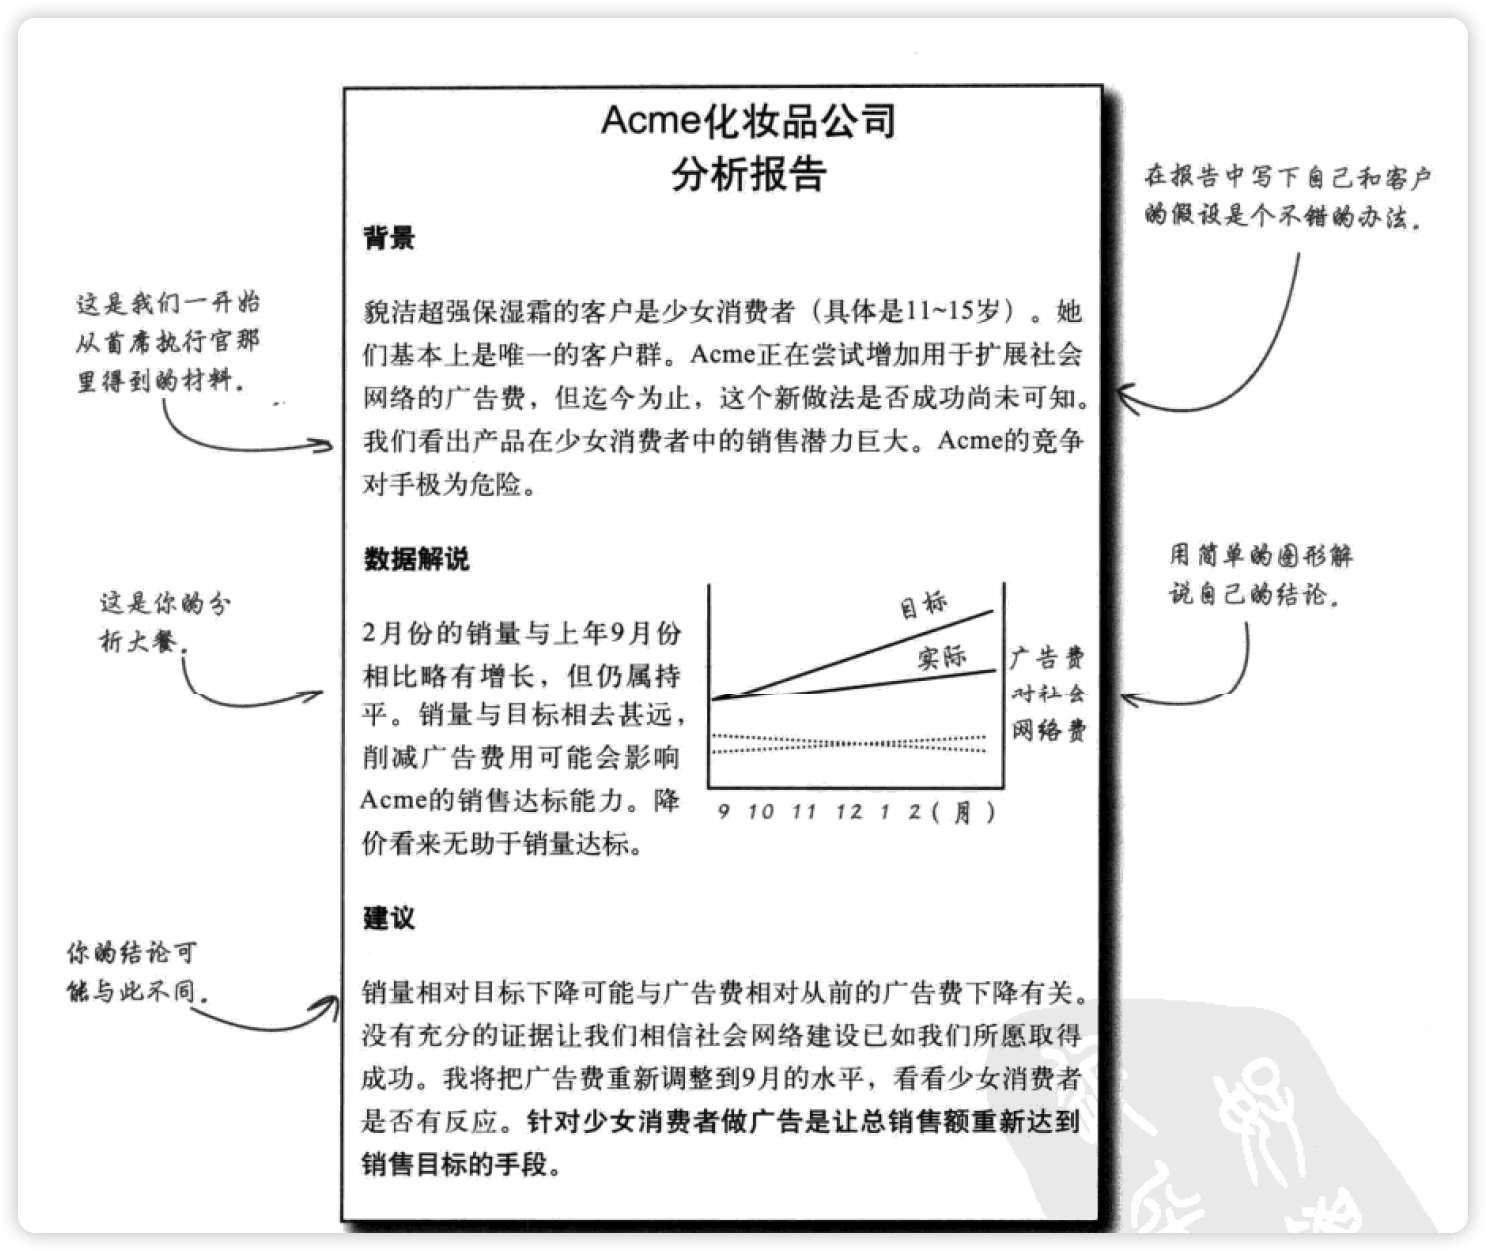 Acme化妆品公司
分析报告
在报告中写下自己和客户
的假设是个不错的办法。
背景
这是我们一开始
从首席执行官那
里得到的材料。
貌洁超强保湿霜的客户是少女消费者（具体是11~15岁）。她
们基本上是唯一的客户群。Acme正在尝试增加用于扩展社会
网络的广告费，但迄今为止，这个新做法是否成功尚未可知。
我们看出产品在少女消费者中的销售潜力巨大。Acme的竞争
对手极为危险。
数据解说
用简单的图形解
说自己的结论。
这是你的分
析大餐。
2月份的销量与上年9月份
相比略有增长，但仍属持
平。销量与目标相去甚远，
削减广告费用可能会影响
Acme的销售达标能力。降
价看来无助于销量达标。
目标
实际
广告费
对社会
网络费
9 10 11 12 1 2(月)
建议
你的结论可
能与此不同。
销量相对目标下降可能与广告费相对从前的广告费下降有关。
没有充分的证据让我们相信社会网络建设已如我们所愿取得
成功。我将把广告费重新调整到9月的水平，看看少女消费者
是否有反应。针对少女消费者做广告是让总销售额重新达到
销售目标的手段。